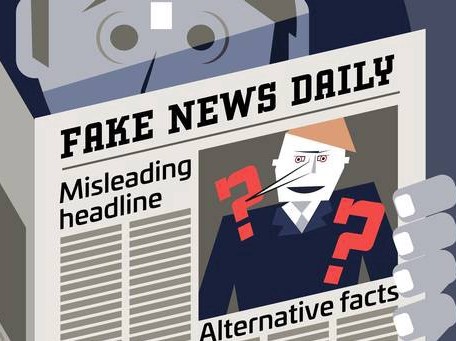 FAKE NEWS DAILY
Misleading
headline
?
?
Alternative facts